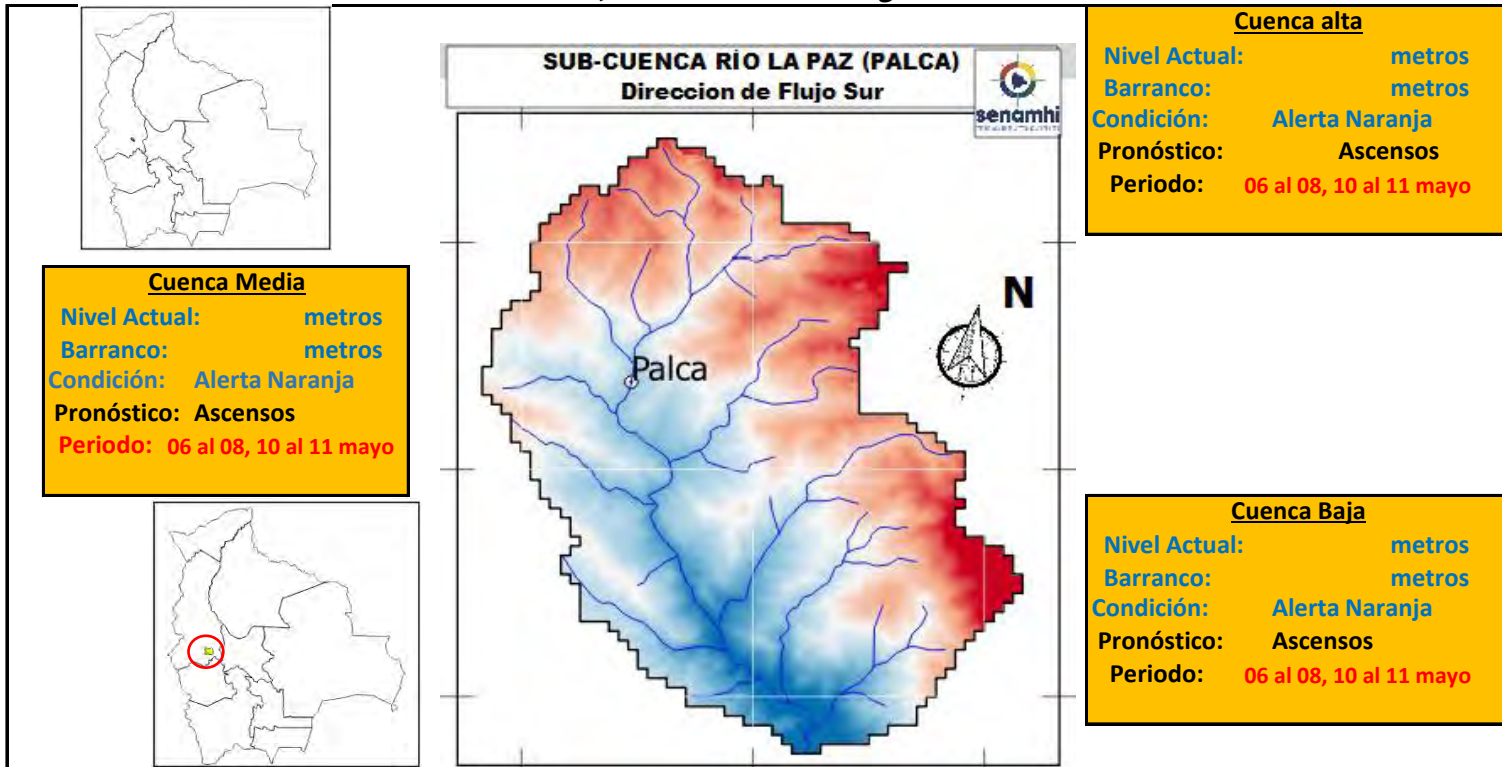 SUB-CUENCA RÍO LA PAZ (PALCA)
Direccion de Flujo Sur
senamhi
Cuenca alta
Nivel Actual: metros
Barranco: metros
Condición: Alerta Naranja
Pronóstico: Ascensos
Periodo: 06 al 08, 10 al 11 mayo
Cuenca Media
Nivel Actual: metros
Barranco: metros
Condición: Alerta Naranja
Pronóstico: Ascensos
Periodo: 06 al 08, 10 al 11 mayo
N
Palca
Cuenca Baja
Nivel Actual: metros
Barranco: metros
Condición: Alerta Naranja
Pronóstico: Ascensos
Periodo: 06 al 08, 10 al 11 mayo